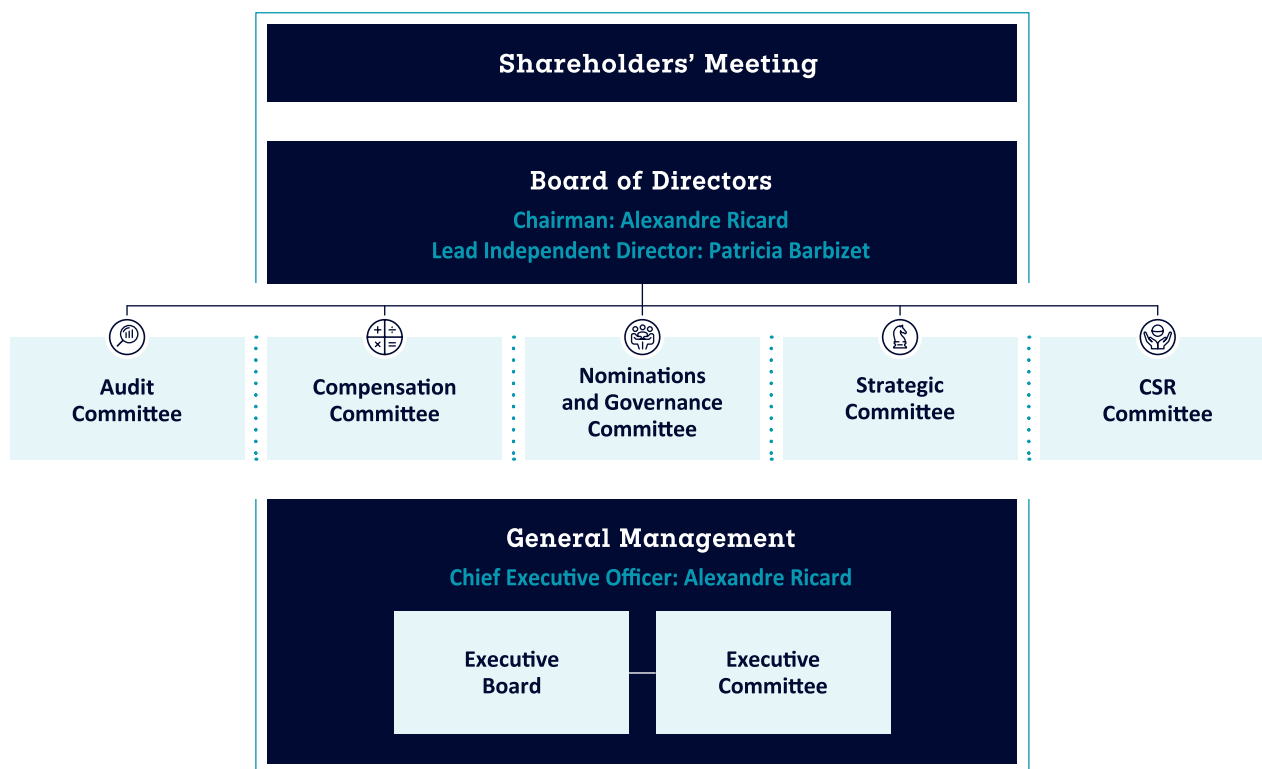 Shareholders’ Meeting
Board of Directors
Chairman: Alexandre Ricard
Lead Independent Director: Patricia Barbizet
Audit
Committee
Compensation
Committee
Nominations
and Governance
Committee
Strategic
Committee
CSR
Committee
General Management
Chief Executive Officer: Alexandre Ricard
Executive
Board
Executive
Committee